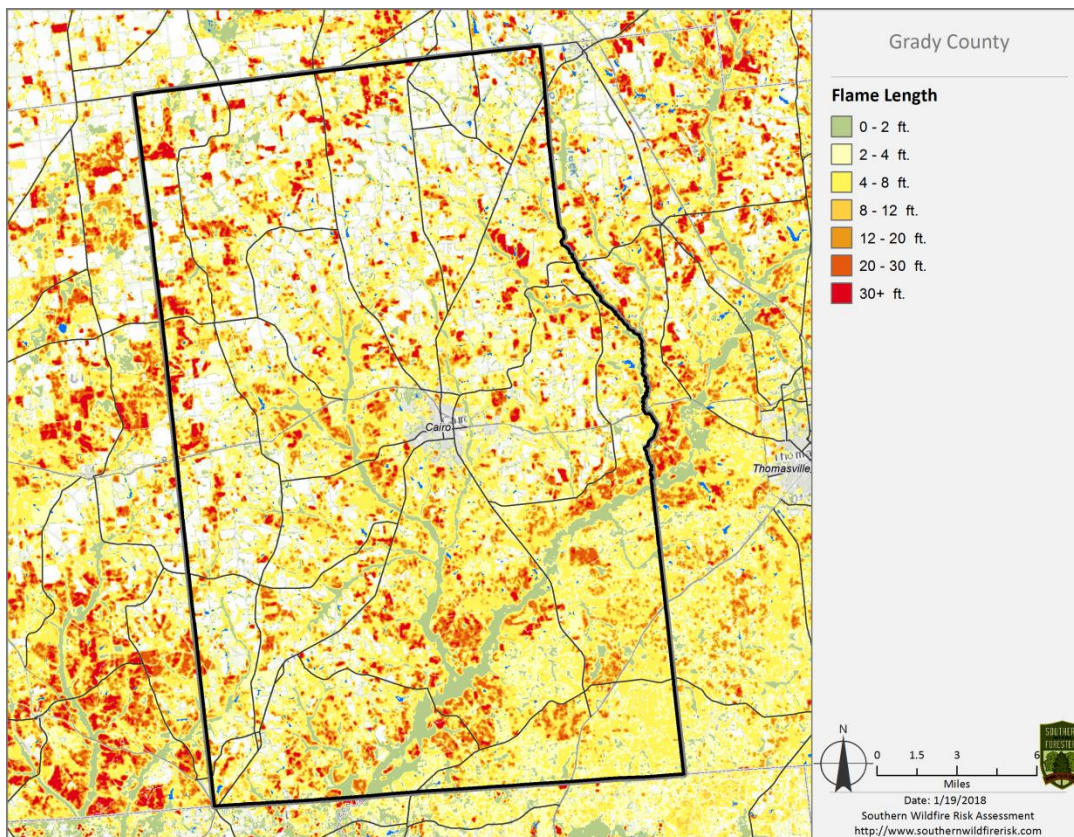 Grady County
Flame Length
0 - 2 ft.
2 - 4 ft.
4 - 8 ft.
8 - 12 ft.
12 - 20 ft.
20 - 30 ft.
30+ ft.
Cairo
Thomasville
N
0 1.5 3 6
Miles
Date: 1/19/2018
Southern Wildfire Risk Assessment
http://www.southernwildfirerisk.com
SOUTHERN